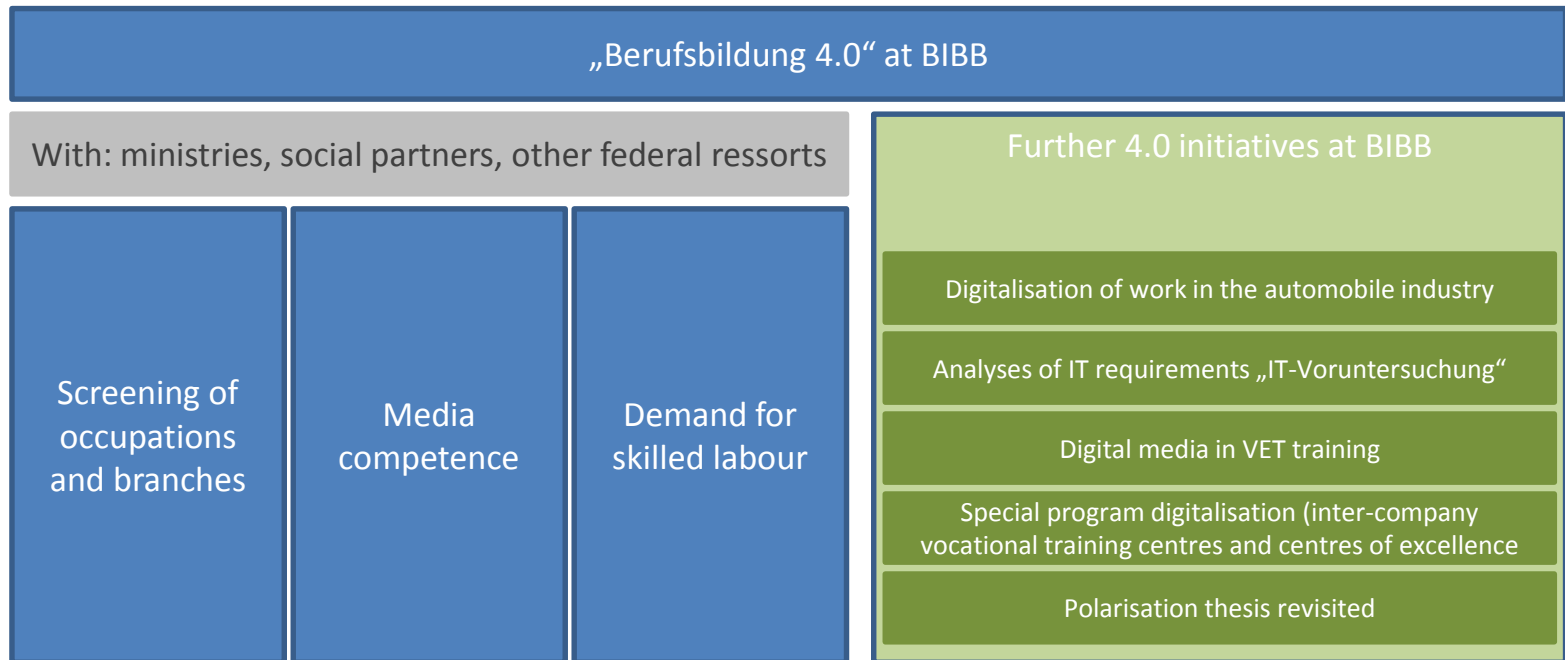 „Berufsbildung 4.0“ at BIBB
With: ministries, social partners, other federal ressorts
Screening of
occupations
and branches
Media
competence
Demand for
skilled labour
Further 4.0 initiatives at BIBB
Digitalisation of work in the automobile industry
Analyses of IT requirements „IT-Voruntersuchung“
Digital media in VET training
Special program digitalisation (inter-company
vocational training centres and centres of excellence
Polarisation thesis revisited